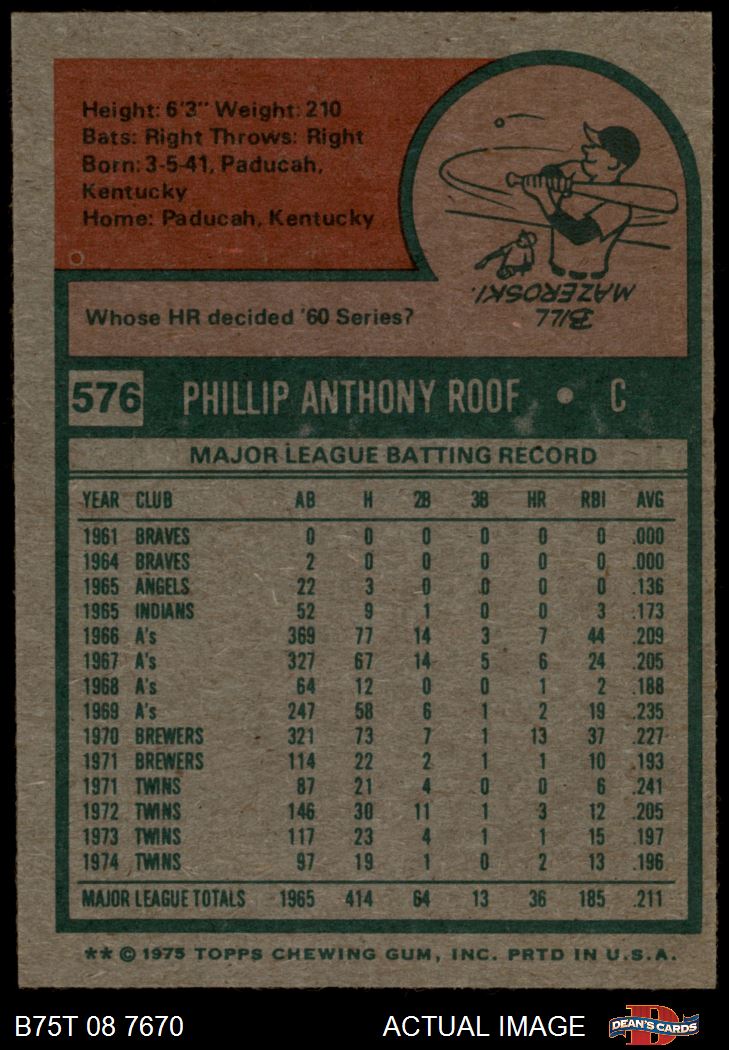 Height: 6'3" Weight: 210
Bats: Right Throws: Right
Born: 3-5-41, Paducah,
Kentucky
Home: Paducah, Kentucky
Whose HR decided '60 Series?
BILL
MAZEROSKI.
576 PHILLIP ANTHONY ROOF • C
MAJOR LEAGUE BATTING RECORD
YEAR CLUB AB H 2B 3B HR RBI AVG
1961 BRAVES 0 0 0 0 0 0 .000
1964 BRAVES 2 0 0 0 0 0 .000
1965 ANGELS 22 3 0 0 0 0 .136
1965 INDIANS 52 9 1 0 0 3 .173
1966 A's 369 77 14 3 7 44 .209
1967 A's 327 67 14 5 6 24 .205
1968 A's 64 12 0 0 1 2 .188
1969 A's 247 58 6 1 2 19 .235
1970 BREWERS 321 73 7 1 13 37 .227
1971 BREWERS 114 22 2 1 1 10 .193
1971 TWINS 87 21 4 0 0 6 .241
1972 TWINS 146 30 11 1 3 12 .205
1973 TWINS 117 23 4 1 1 15 .197
1974 TWINS 97 19 1 0 2 13 .196
MAJOR LEAGUE TOTALS 1965 414 64 13 36 185 .211
** © 1975 TOPPS CHEWING GUM, INC. PRTD IN U.S.A.
B75T 08 7670 ACTUAL IMAGE DEAN'S CARDS